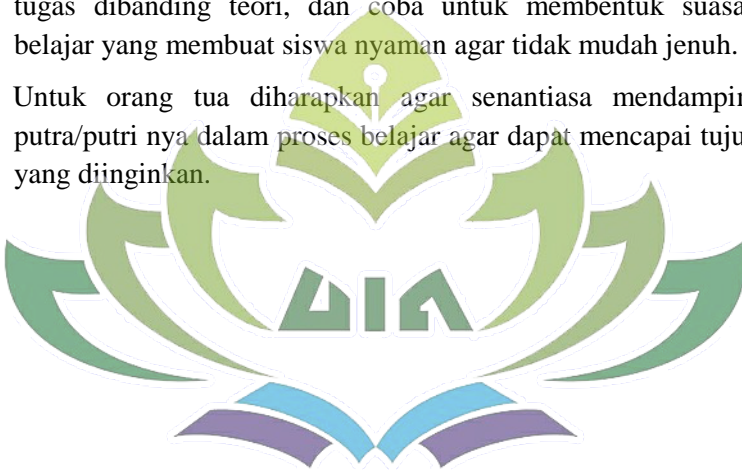 tugas dibanding teori, dan coba untuk membentuk suasa
belajar yang membuat siswa nyaman agar tidak mudah jenuh.
Untuk orang tua diharapkan agar senantiasa mendampin
putra/putri nya dalam proses belajar agar dapat mencapai tuju
yang diinginkan.
UIN